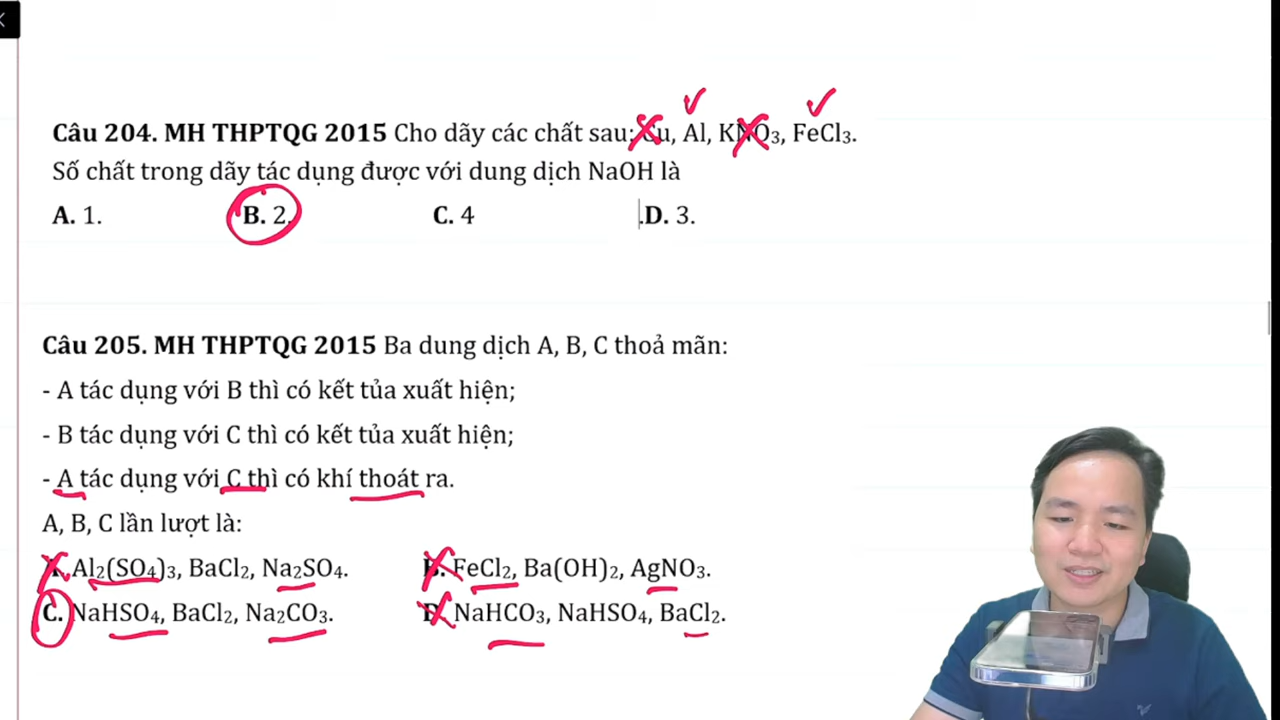 Câu 204. MH THPTQG 2015 Cho dãy các chất sau: Cu, Al, KNO₃, FeCl₃.
Số chất trong dãy tác dụng được với dung dịch NaOH là
A. 1. B. 2. C. 4 .D. 3.
Câu 205. MH THPTQG 2015 Ba dung dịch A, B, C thoả mãn:
- A tác dụng với B thì có kết tủa xuất hiện;
- B tác dụng với C thì có kết tủa xuất hiện;
- A tác dụng với C thì có khí thoát ra.
A, B, C lần lượt là:
A. Al₂(SO₄)₃, BaCl₂, Na₂SO₄. B. FeCl₂, Ba(OH)₂, AgNO₃.
C. NaHSO₄, BaCl₂, Na₂CO₃. D. NaHCO₃, NaHSO₄, BaCl₂.